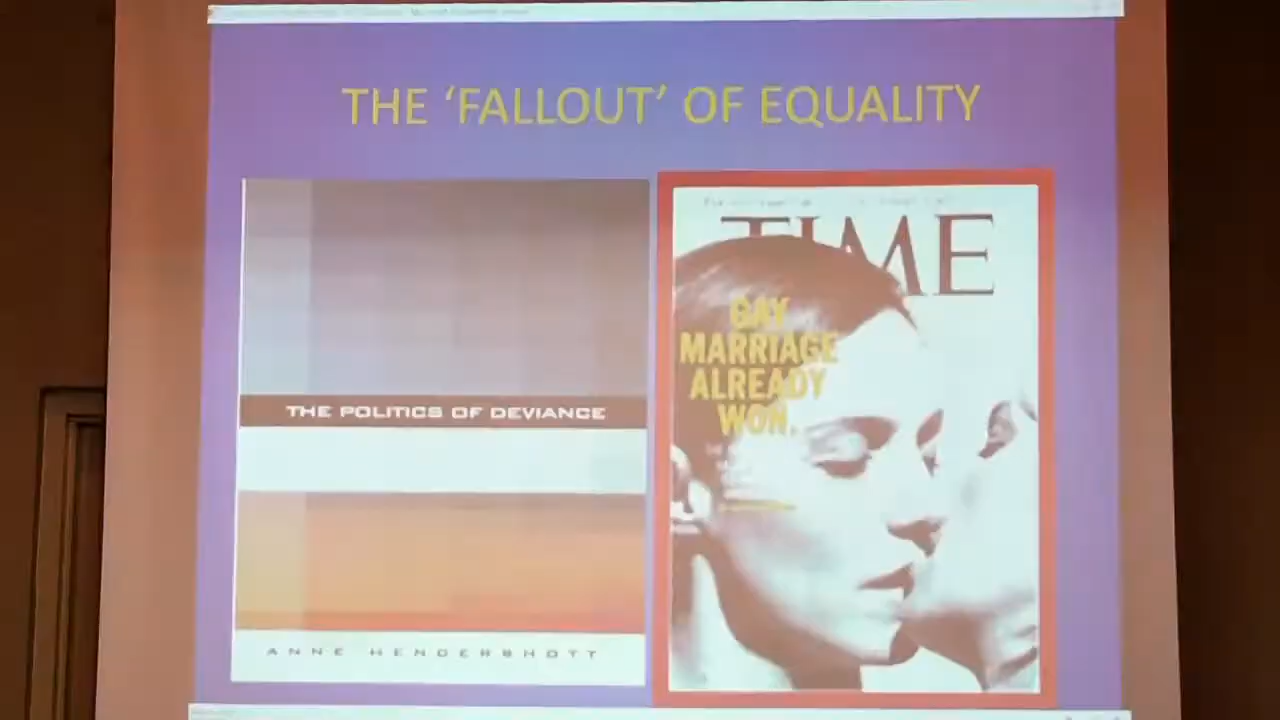 THE ‘FALLOUT’ OF EQUALITY
THE POLITICS OF DEVIANCE
ANNE HENDERSHOTT
TIME
GAY
MARRIAGE
ALREADY
WON.